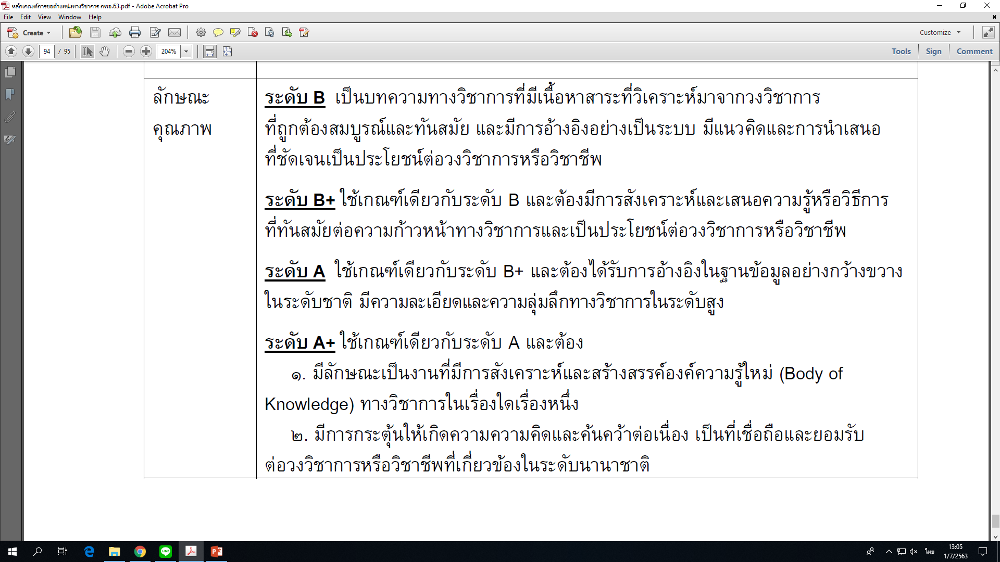 หลักเกณฑ์การขอตำแหน่งทางวิชาการ กพอ.63.pdf - Adobe Acrobat Pro
File Edit View Window Help
Create
Customize
94 / 95
204%
Tools Sign Comment
ลักษณะ
คุณภาพ
ระดับ B เป็นบทความทางวิชาการที่มีเนื้อหาสาระที่วิเคราะห์มาจากวงวิชาการ
ที่ถูกต้องสมบูรณ์และทันสมัย และมีการอ้างอิงอย่างเป็นระบบ มีแนวคิดและการนำเสนอ
ที่ชัดเจนเป็นประโยชน์ต่อวงวิชาการหรือวิชาชีพ
ระดับ B+ ใช้เกณฑ์เดียวกับระดับ B และต้องมีการสังเคราะห์และเสนอความรู้หรือวิธีการ
ที่ทันสมัยต่อความก้าวหน้าทางวิชาการและเป็นประโยชน์ต่อวงวิชาการหรือวิชาชีพ
ระดับ A ใช้เกณฑ์เดียวกับระดับ B+ และต้องได้รับการอ้างอิงในฐานข้อมูลอย่างกว้างขวาง
ในระดับชาติ มีความละเอียดและความลุ่มลึกทางวิชาการในระดับสูง
ระดับ A+ ใช้เกณฑ์เดียวกับระดับ A และต้อง
๑. มีลักษณะเป็นงานที่มีการสังเคราะห์และสร้างสรรค์องค์ความรู้ใหม่ (Body of
Knowledge) ทางวิชาการในเรื่องใดเรื่องหนึ่ง
๒. มีการกระตุ้นให้เกิดความความคิดและค้นคว้าต่อเนื่อง เป็นที่เชื่อถือและยอมรับ
ต่อวงวิชาการหรือวิชาชีพที่เกี่ยวข้องในระดับนานาชาติ
LINE
ไทย
13:05
1/7/2563